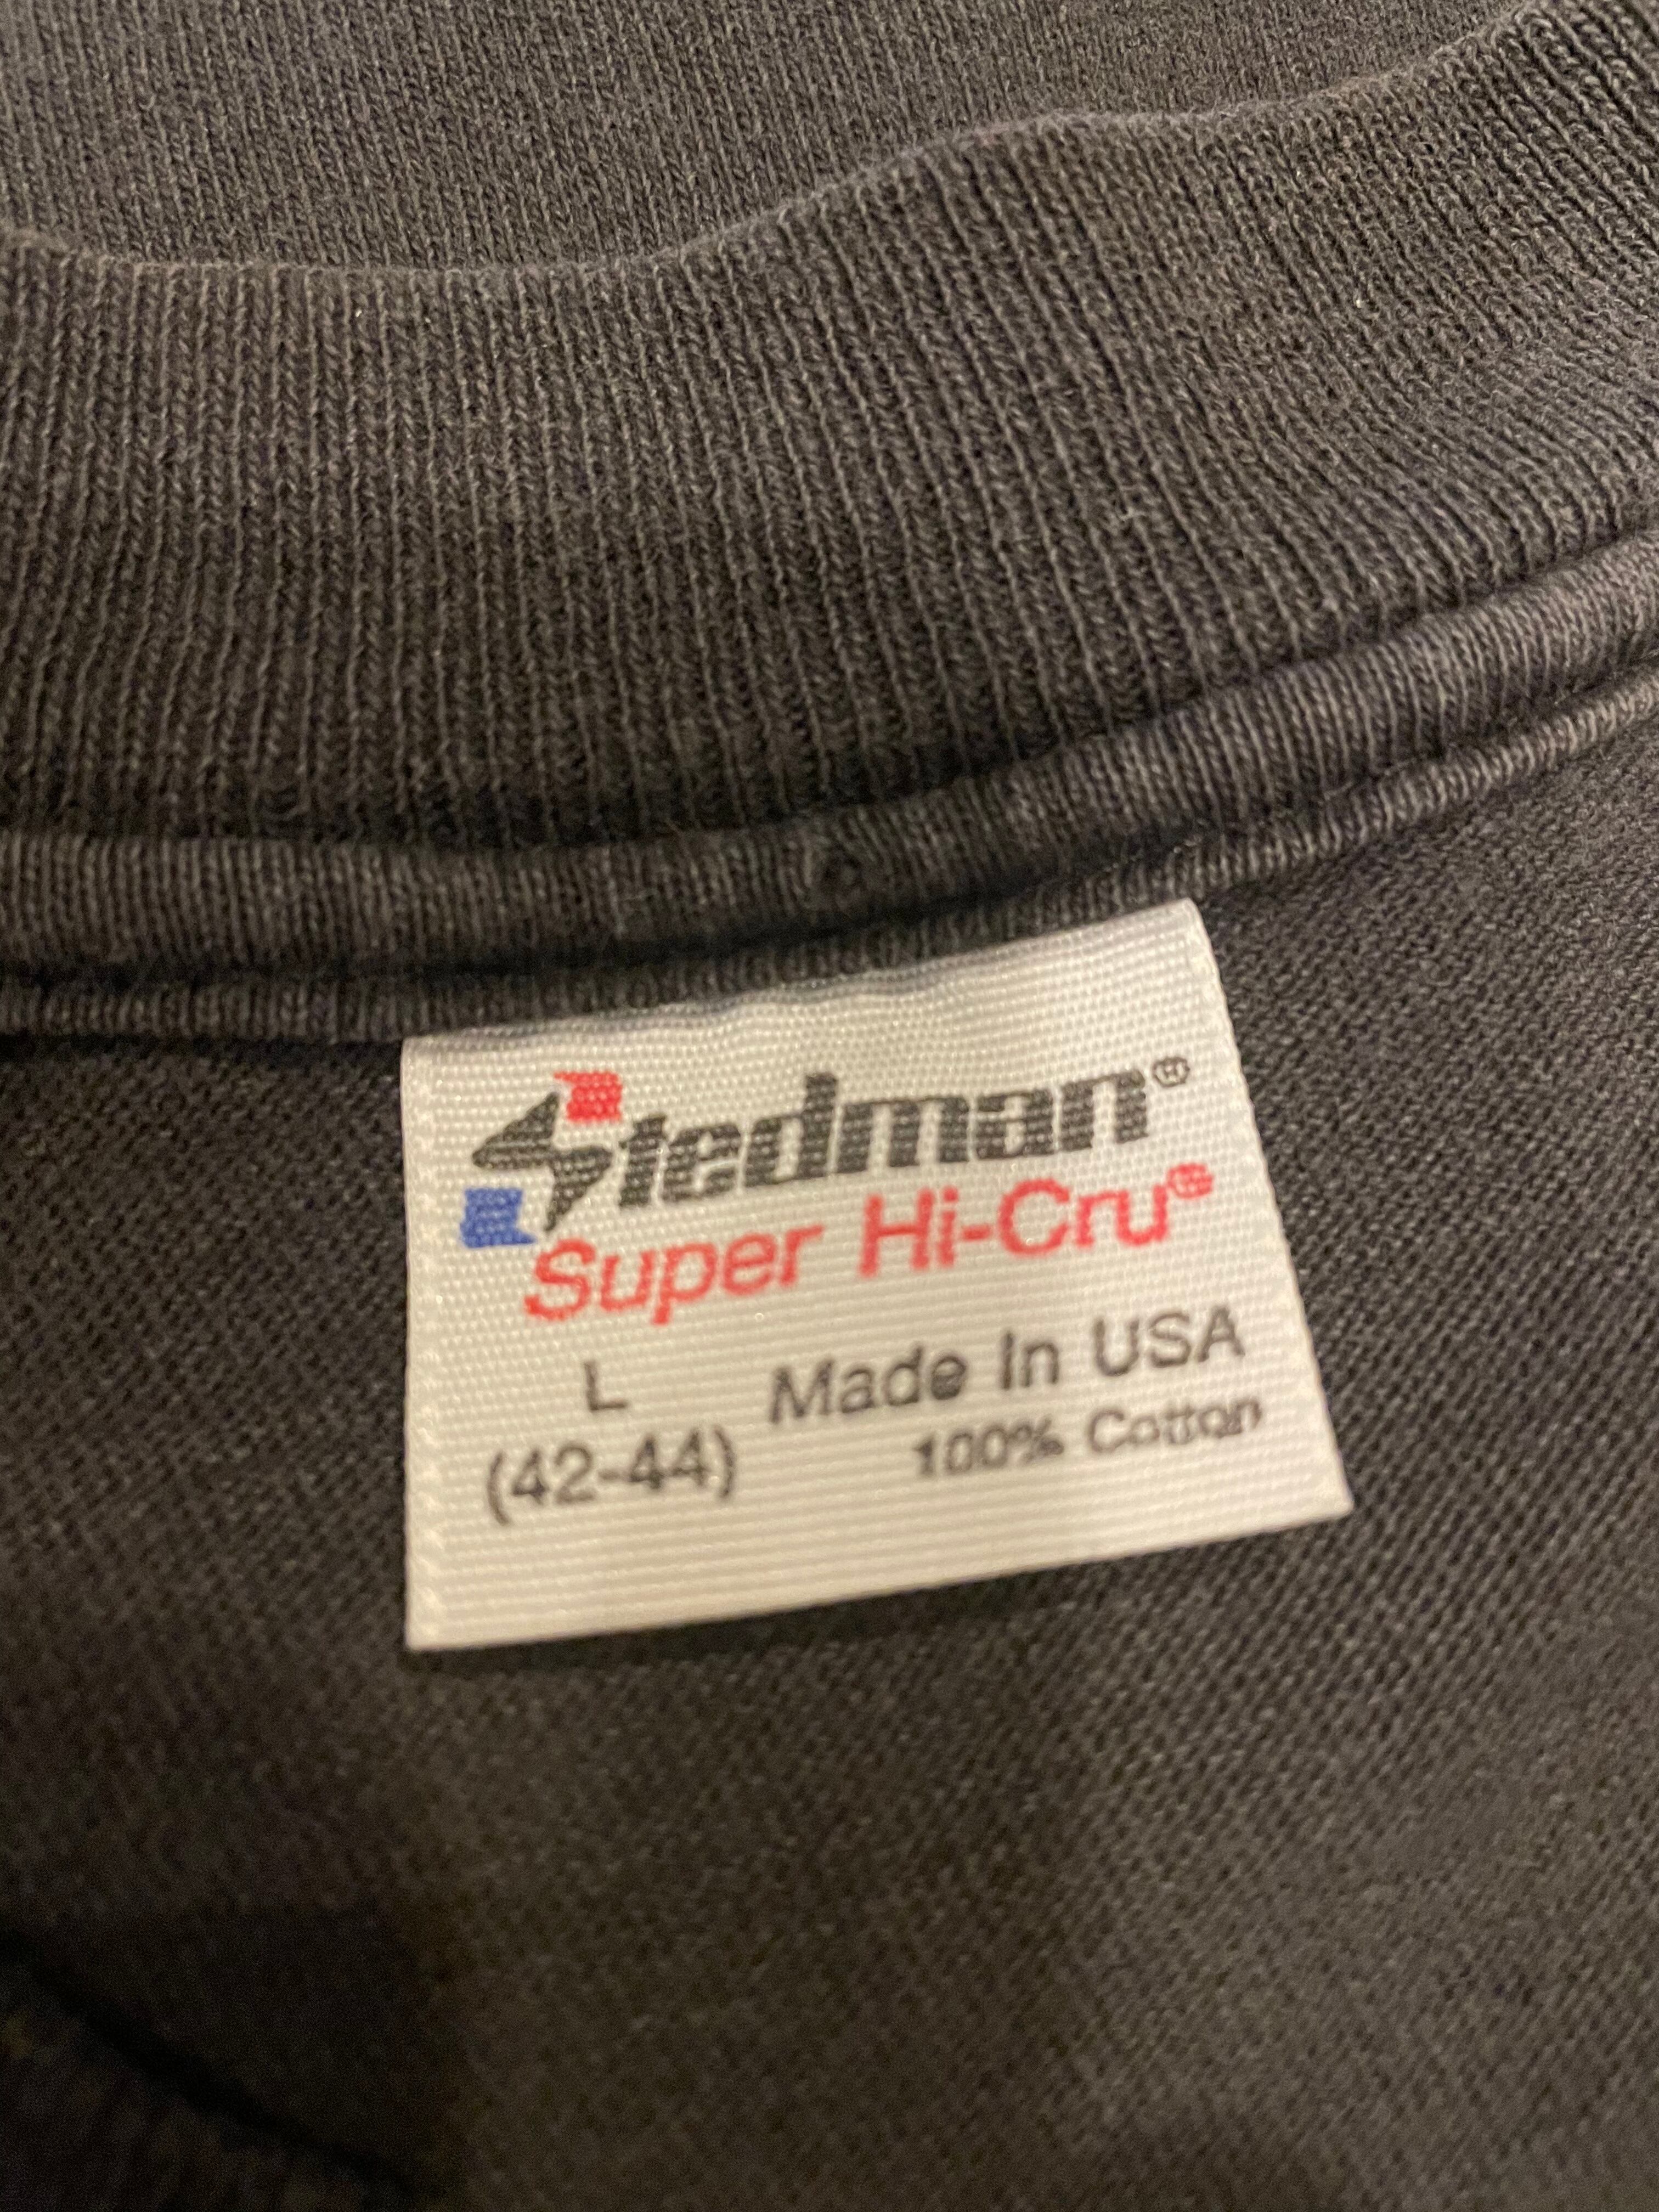 Stedman®
Super Hi-Cru®
L Made In USA
(42-44) 100% Cotton